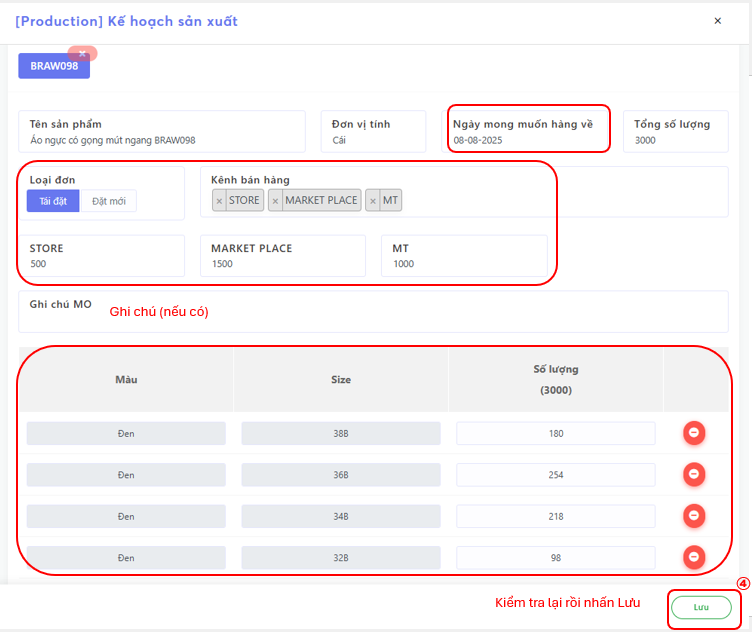 [Production] Kế hoạch sản xuất ×
×
BRAW098
Tên sản phẩm Đơn vị tính Ngày mong muốn hàng về Tổng số lượng
Áo ngực có gọng mút ngang BRAW098 Cái 08-08-2025 3000
Loại đơn Kênh bán hàng
Tái đặt Đặt mới × STORE × MARKET PLACE × MT
STORE MARKET PLACE MT
500 1500 1000
Ghi chú MO Ghi chú (nếu có)
Màu Size Số lượng
(3000)
Đen 38B 180
Đen 36B 254
Đen 34B 218
Đen 32B 98
④
Kiểm tra lại rồi nhấn Lưu Lưu